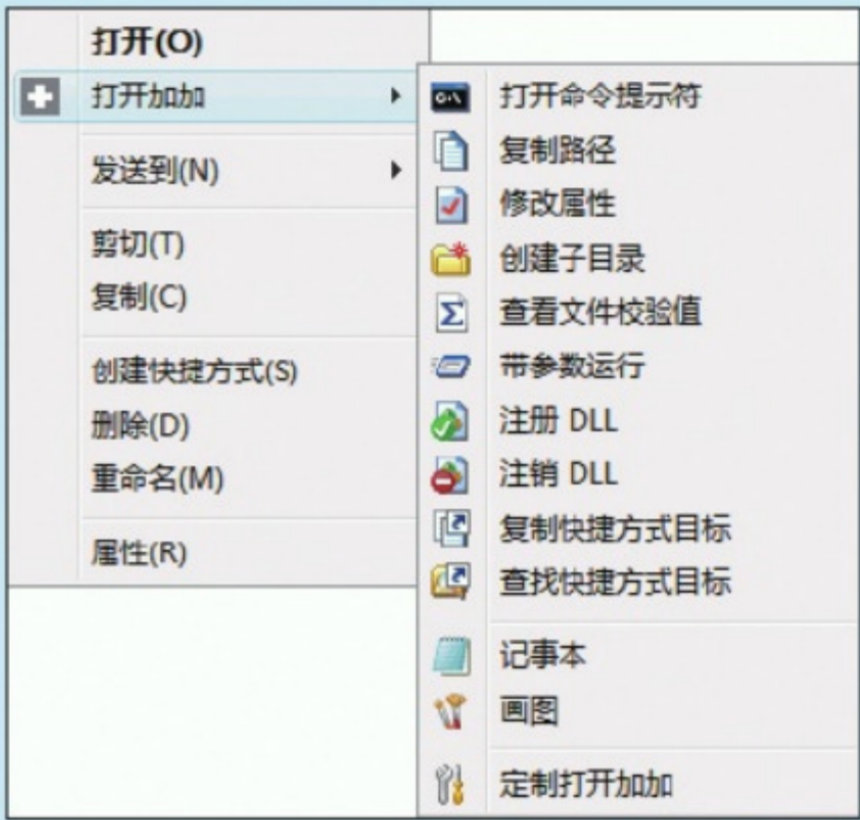 打开(O)
打开加加
发送到(N)
剪切(T)
复制(C)
创建快捷方式(S)
删除(D)
重命名(M)
属性(R)
打开命令提示符
复制路径
修改属性
创建子目录
查看文件校验值
带参数运行
注册 DLL
注销 DLL
复制快捷方式目标
查找快捷方式目标
记事本
画图
定制打开加加